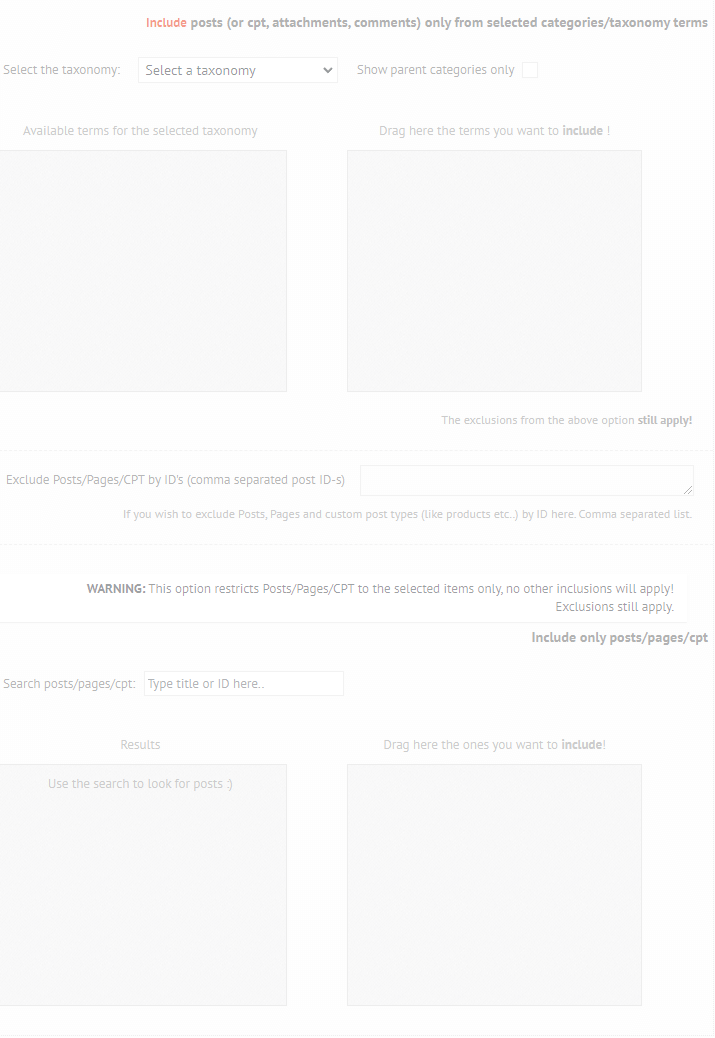 Include posts (or cpt, attachments, comments) only from selected categories/taxonomy terms
Select the taxonomy: Select a taxonomy Show parent categories only
Available terms for the selected taxonomy Drag here the terms you want to include !
The exclusions from the above option still apply!
Exclude Posts/Pages/CPT by ID's (comma separated post ID-s)
If you wish to exclude Posts, Pages and custom post types (like products etc..) by ID here. Comma separated list.
WARNING: This option restricts Posts/Pages/CPT to the selected items only, no other inclusions will apply!
Exclusions still apply.
Include only posts/pages/cpt
Search posts/pages/cpt: Type title or ID here..
Results Drag here the ones you want to include!
Use the search to look for posts :)